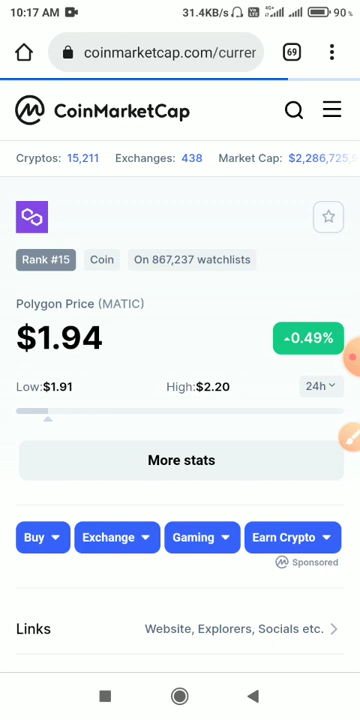 10:17 AM 31.4KB/s 4G+ 90%
coinmarketcap.com/curren 69
CoinMarketCap
Cryptos: 15,211 Exchanges: 438 Market Cap: $2,286,725,9
Rank #15 Coin On 867,237 watchlists
Polygon Price (MATIC)
$1.94 0.49%
Low:$1.91 High:$2.20 24h
More stats
Buy Exchange Gaming Earn Crypto
Sponsored
Links Website, Explorers, Socials etc.